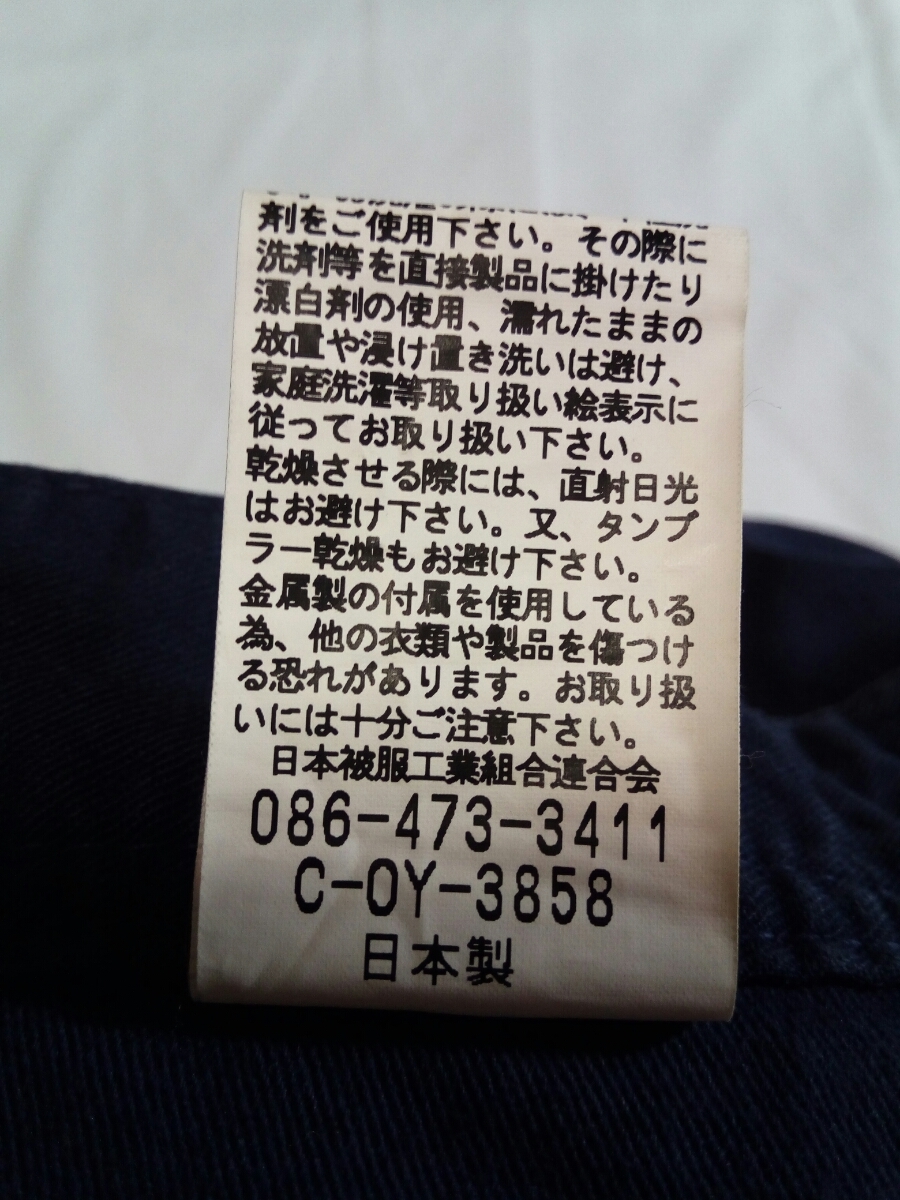 剤をご使用下さい。その際に
洗剤等を直接製品に掛けたり
漂白剤の使用、濡れたままの
放置や浸け置き洗いは避け、
家庭洗濯等取り扱い絵表示に
従ってお取り扱い下さい。
乾燥させる際には、直射日光
はお避け下さい。又、タンブ
ラー乾燥もお避け下さい。
金属製の付属を使用している
為、他の衣類や製品を傷つけ
る恐れがあります。お取り扱
いには十分ご注意下さい。
日本被服工業組合連合会
086-473-3411
C-OY-3858
日本製